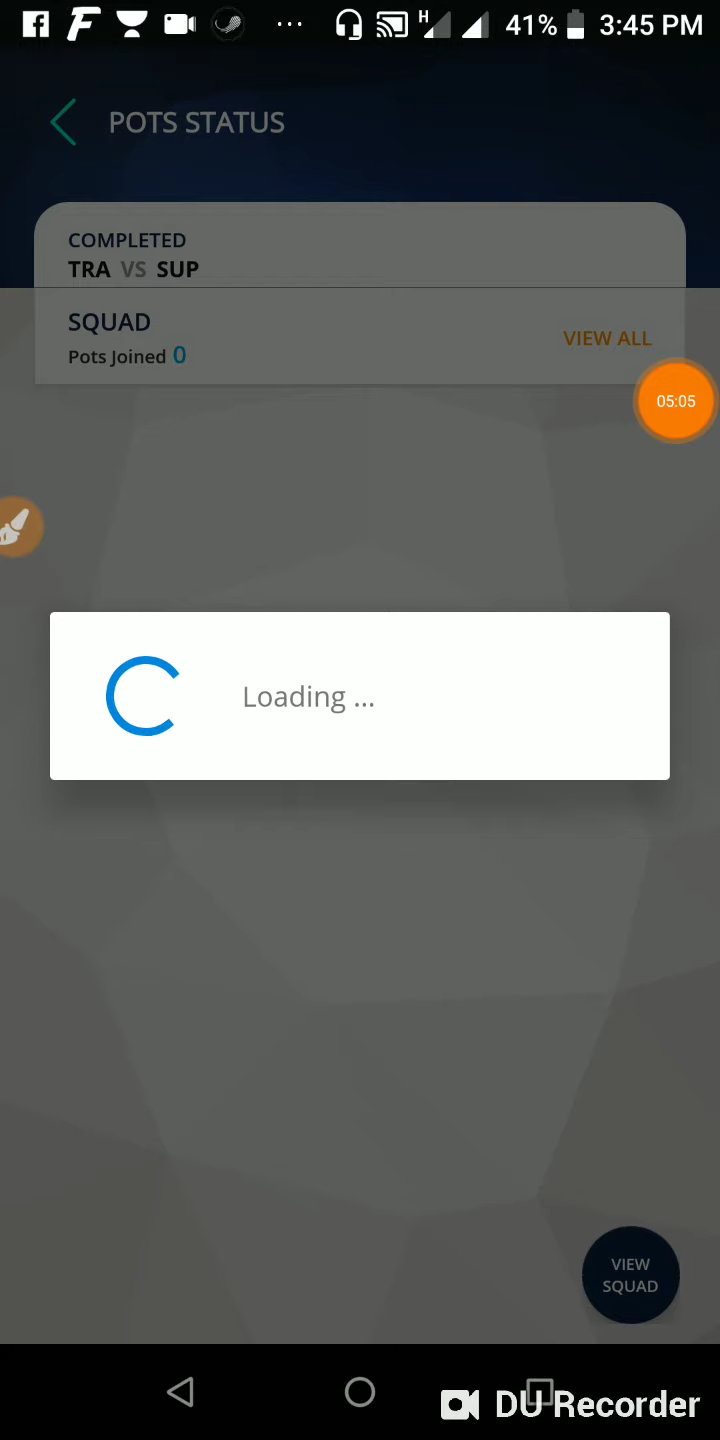 H 41% 3:45 PM
POTS STATUS
COMPLETED
TRA VS SUP
SQUAD
Pots Joined 0
VIEW ALL
05:05
Loading ...
VIEW
SQUAD
DU Recorder